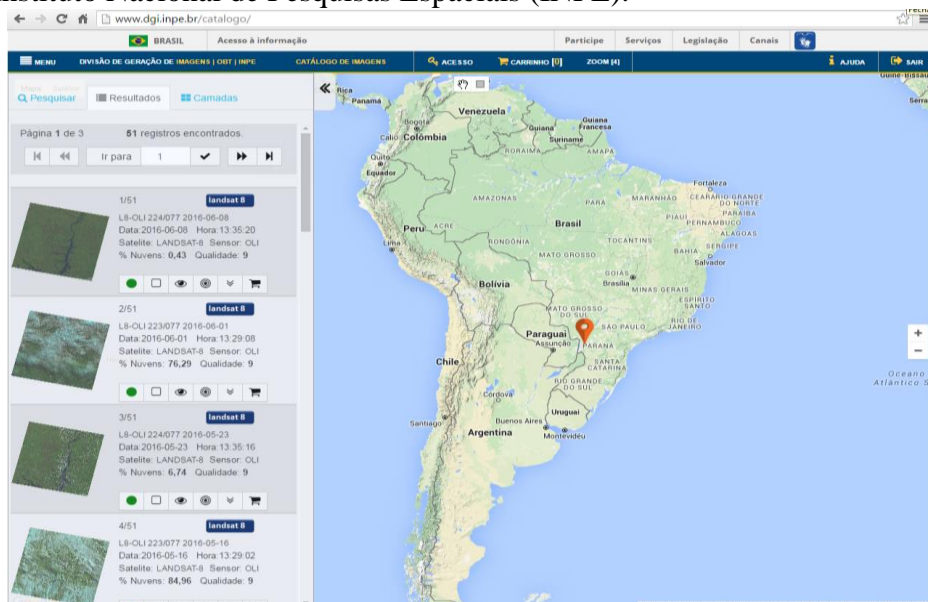 Instituto Nacional de Pesquisas Espaciais (INPE).
www.dgi.inpe.br/catalogo/
BRASIL Acesso à informação Participe Serviços Legislação Canais
MENU DIVISÃO DE GERAÇÃO DE IMAGENS | OBT | INPE CATÁLOGO DE IMAGENS ACESSO CARRINHO [0] ZOOM [4] AJUDA SAIR
Pesquisar Resultados Camadas
Página 1 de 3 51 registros encontrados.
Ir para 1
1/51 landsat 8
L8-OLI 224/077 2016-06-08
Data:2016-06-08 Hora:13:35:20
Satelite: LANDSAT-8 Sensor: OLI
% Nuvens: 0,43 Qualidade: 9
2/51 landsat 8
L8-OLI 223/077 2016-06-01
Data:2016-06-01 Hora:13:29:08
Satelite: LANDSAT-8 Sensor: OLI
% Nuvens: 76,29 Qualidade: 9
3/51 landsat 8
L8-OLI 224/077 2016-05-23
Data:2016-05-23 Hora:13:35:16
Satelite: LANDSAT-8 Sensor: OLI
% Nuvens: 6,74 Qualidade: 9
4/51 landsat 8
L8-OLI 223/077 2016-05-16
Data:2016-05-16 Hora:13:29:02
Satelite: LANDSAT-8 Sensor: OLI
% Nuvens: 84,96 Qualidade: 9
Guiné-Bissau
Serra
Rica
Panamá
Venezuela
Bogotá
Guiana
Guiana
Francesa
Cali
Colômbia
Suriname
RORAIMA
AMAPÁ
Quito
Equador
Fortaleza
AMAZONAS
PARÁ
MARANHÃO
CEARÁ
RIO GRANDE
DO NORTE
PARAÍBA
PIAUÍ
PERNAMBUCO
ALAGOAS
Brasil
Peru
ACRE
Lima
RONDÔNIA
TOCANTINS
SERGIPE
BAHIA
Salvador
MATO GROSSO
GOIÁS
Brasília
Bolívia
MINAS GERAIS
ESPÍRITO
SANTO
MATO GROSSO
DO SUL
SÃO PAULO
RIO DE
JANEIRO
Paraguai
Assunção
PARANÁ
Chile
SANTA
CATARINA
RIO GRANDE
DO SUL
Córdova
Uruguai
Santiago
Buenos Aires
Argentina
Montevidéu
Oceano
Atlântico S